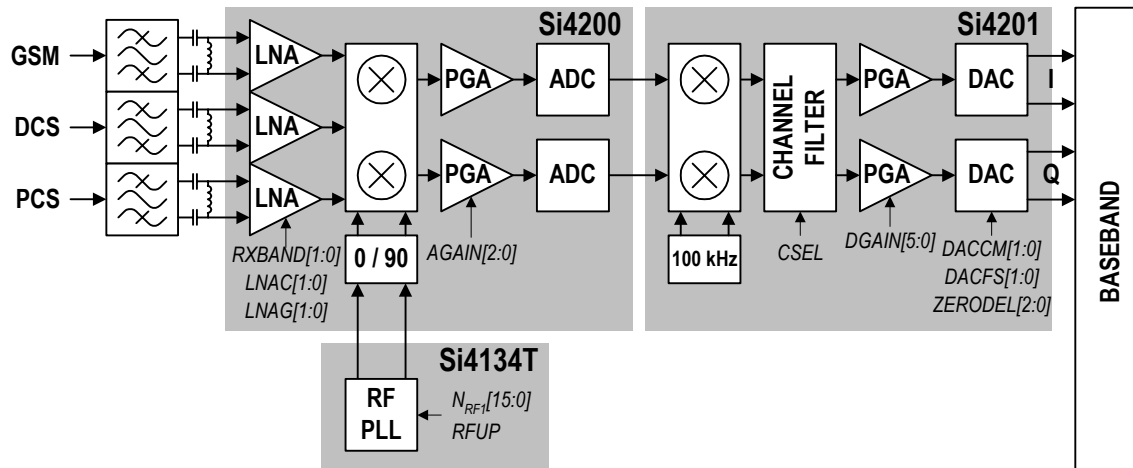 Si4200
Si4201
GSM
DCS
PCS
LNA
LNA
LNA
PGA
PGA
ADC
ADC
CHANNEL
FILTER
PGA
PGA
DAC
DAC
I
Q
BASEBAND
RXBAND[1:0]
LNAC[1:0]
LNAG[1:0]
0 / 90
AGAIN[2:0]
100 kHz
CSEL
DGAIN[5:0]
DACCM[1:0]
DACFS[1:0]
ZERODEL[2:0]
Si4134T
RF
PLL
NRF1[15:0]
RFUP